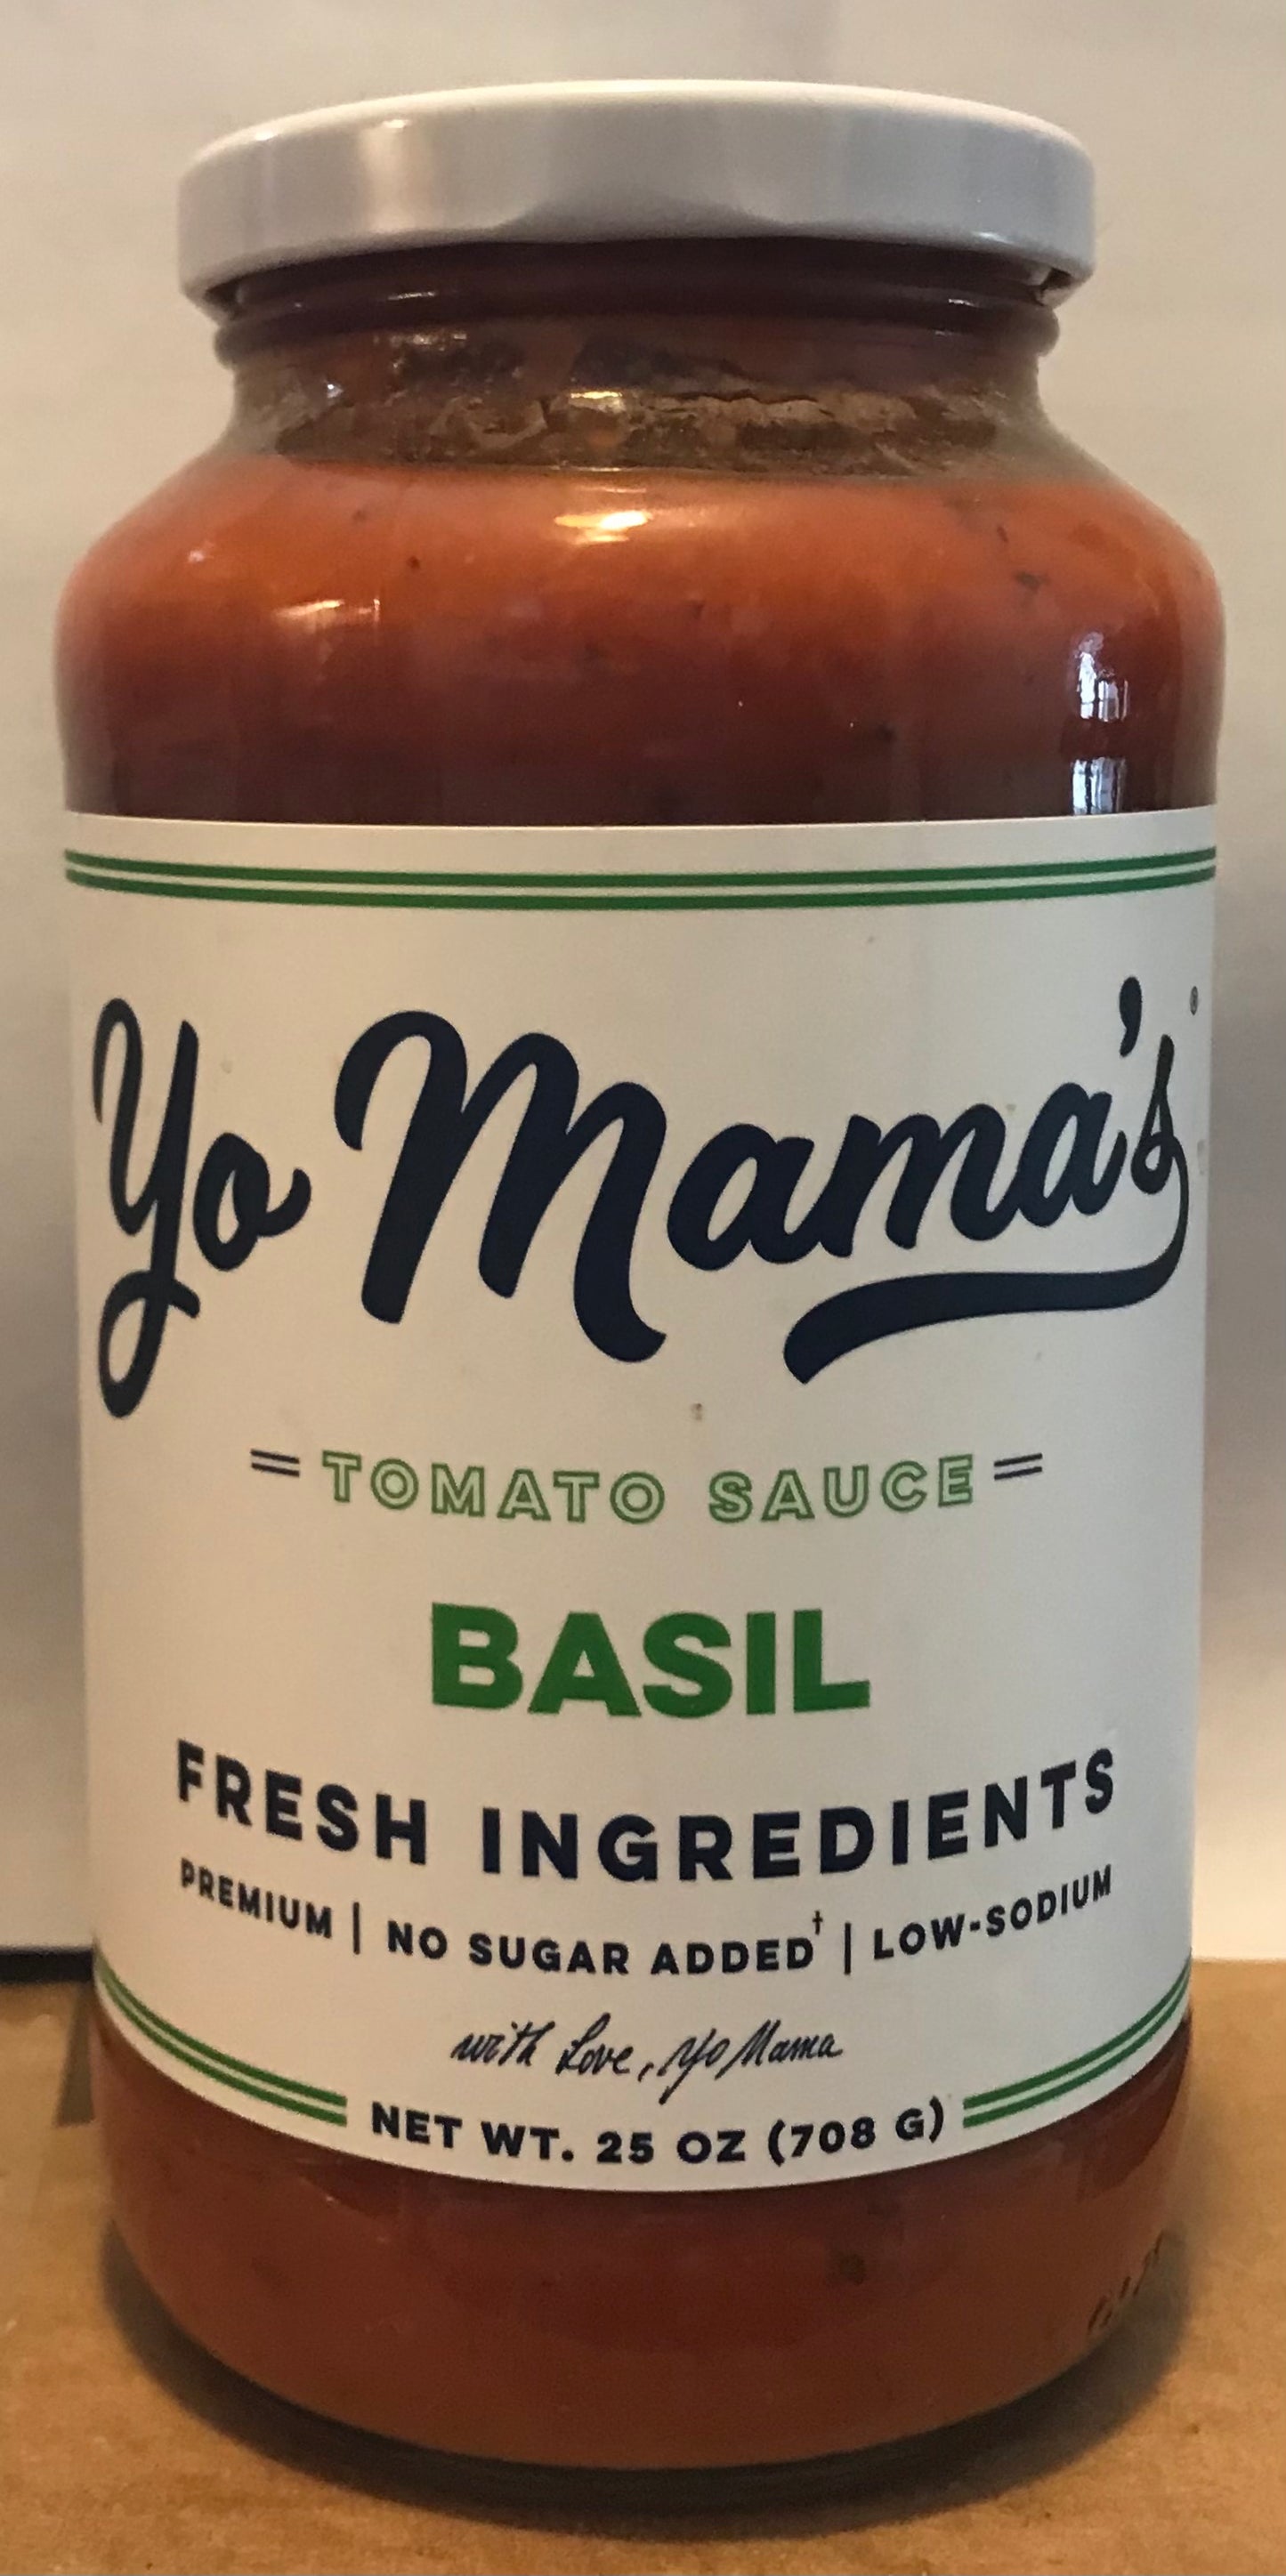 Yo Mama's®
= TOMATO SAUCE =
BASIL
FRESH INGREDIENTS
PREMIUM | NO SUGAR ADDED† | LOW-SODIUM
with Love, Yo Mama
NET WT. 25 OZ (708 G)